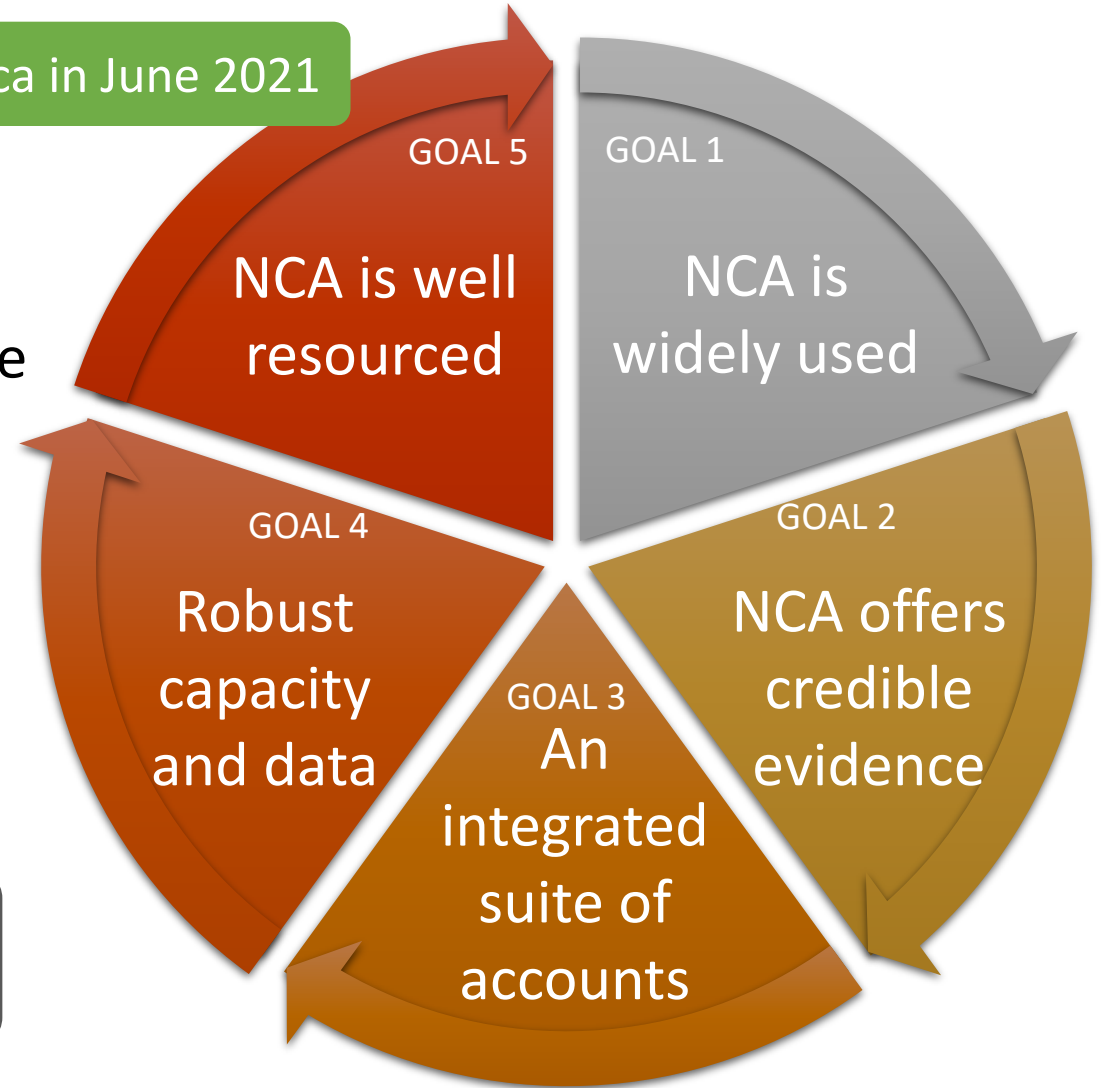 ca in June 2021
GOAL 5
NCA is well
resourced
GOAL 1
NCA is
widely used
e
GOAL 2
NCA offers
credible
evidence
GOAL 3
An
integrated
suite of
accounts
GOAL 4
Robust
capacity
and data